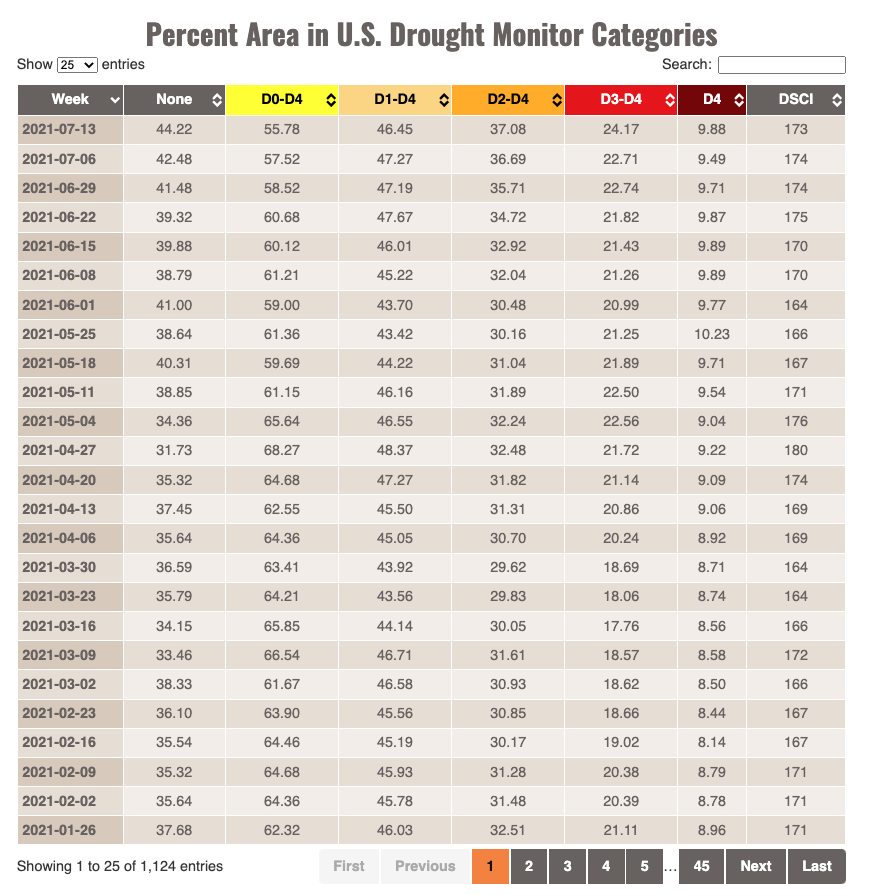 Percent Area in U.S. Drought Monitor Categories
Show 25 entries Search:
Week None D0-D4 D1-D4 D2-D4 D3-D4 D4 DSCI
2021-07-13 44.22 55.78 46.45 37.08 24.17 9.88 173
2021-07-06 42.48 57.52 47.27 36.69 22.71 9.49 174
2021-06-29 41.48 58.52 47.19 35.71 22.74 9.71 174
2021-06-22 39.32 60.68 47.67 34.72 21.82 9.87 175
2021-06-15 39.88 60.12 46.01 32.92 21.43 9.89 170
2021-06-08 38.79 61.21 45.22 32.04 21.26 9.89 170
2021-06-01 41.00 59.00 43.70 30.48 20.99 9.77 164
2021-05-25 38.64 61.36 43.42 30.16 21.25 10.23 166
2021-05-18 40.31 59.69 44.22 31.04 21.89 9.71 167
2021-05-11 38.85 61.15 46.16 31.89 22.50 9.54 171
2021-05-04 34.36 65.64 46.55 32.24 22.56 9.04 176
2021-04-27 31.73 68.27 48.37 32.48 21.72 9.22 180
2021-04-20 35.32 64.68 47.27 31.82 21.14 9.09 174
2021-04-13 37.45 62.55 45.50 31.31 20.86 9.06 169
2021-04-06 35.64 64.36 45.05 30.70 20.24 8.92 169
2021-03-30 36.59 63.41 43.92 29.62 18.69 8.71 164
2021-03-23 35.79 64.21 43.56 29.83 18.06 8.74 164
2021-03-16 34.15 65.85 44.14 30.05 17.76 8.56 166
2021-03-09 33.46 66.54 46.71 31.61 18.57 8.58 172
2021-03-02 38.33 61.67 46.58 30.93 18.62 8.50 166
2021-02-23 36.10 63.90 45.56 30.85 18.66 8.44 167
2021-02-16 35.54 64.46 45.19 30.17 19.02 8.14 167
2021-02-09 35.32 64.68 45.93 31.28 20.38 8.79 171
2021-02-02 35.64 64.36 45.78 31.48 20.39 8.78 171
2021-01-26 37.68 62.32 46.03 32.51 21.11 8.96 171
Showing 1 to 25 of 1,124 entries First Previous 1 2 3 4 5 ... 45 Next Last